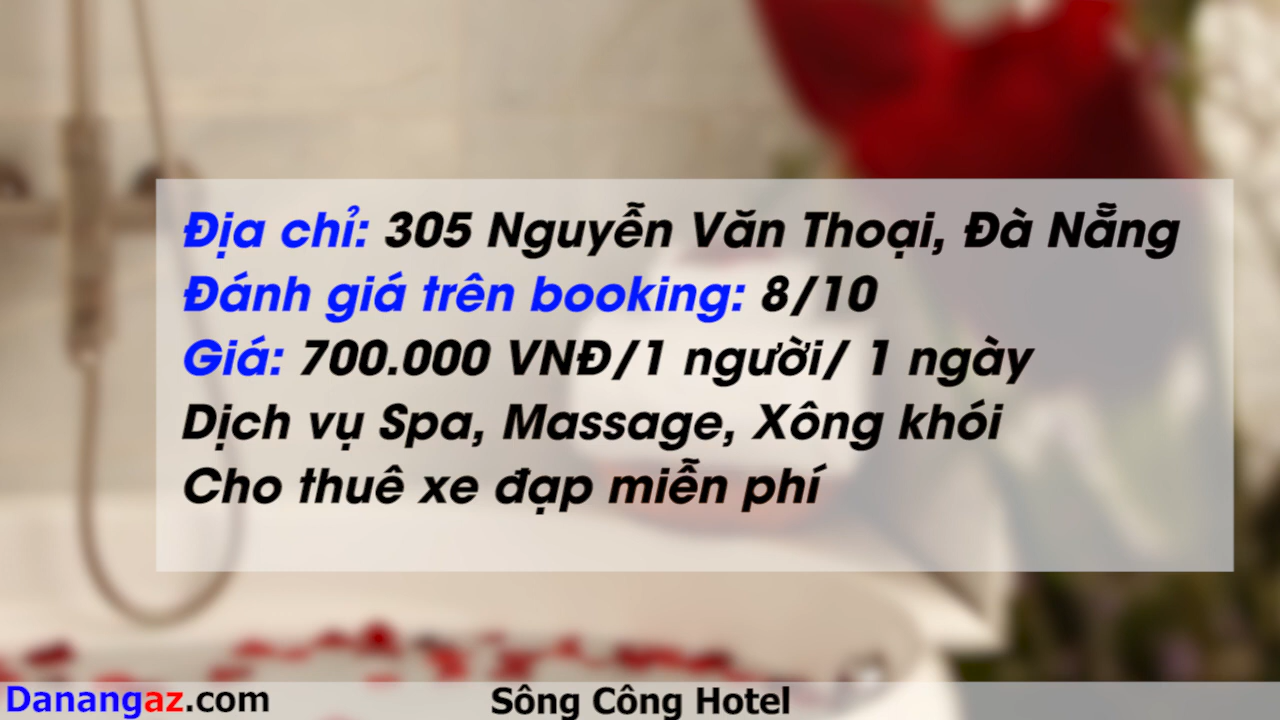 Địa chỉ: 305 Nguyễn Văn Thoại, Đà Nẵng
Đánh giá trên booking: 8/10
Giá: 700.000 VNĐ/1 người/ 1 ngày
Dịch vụ Spa, Massage, Xông khói
Cho thuê xe đạp miễn phí
Danangaz.com
Sông Công Hotel